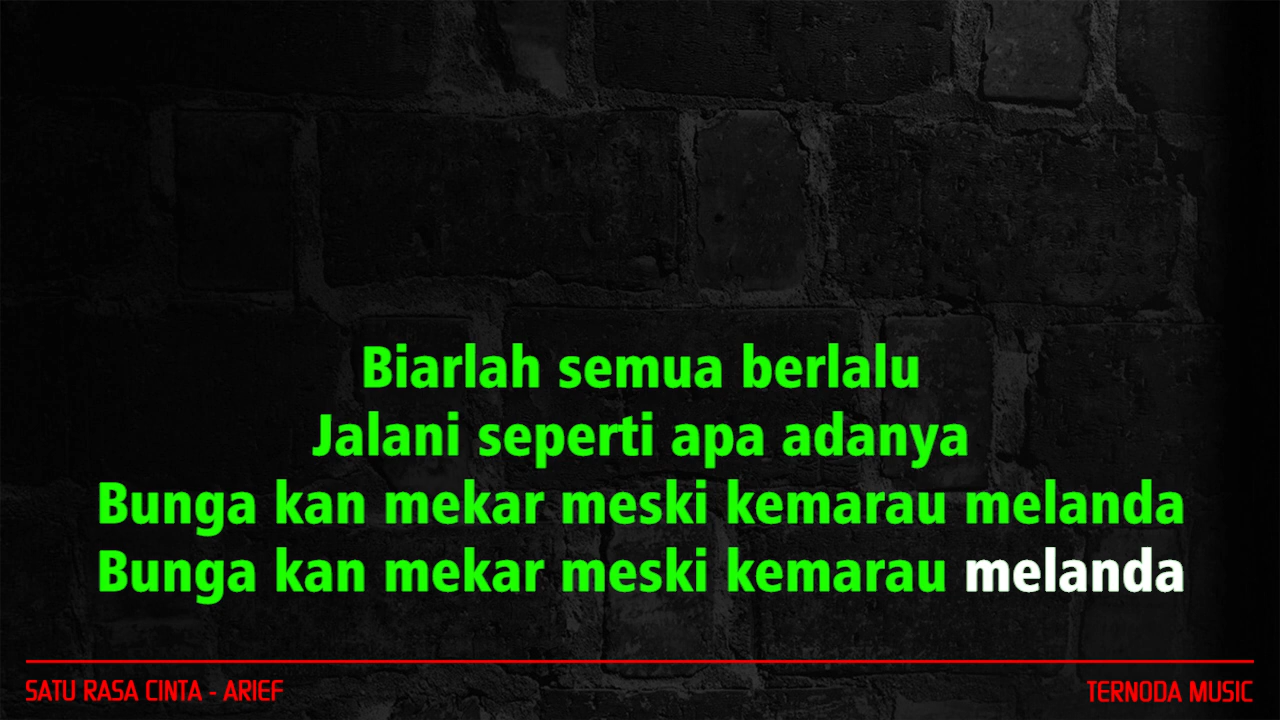 Biarlah semua berlalu
Jalani seperti apa adanya
Bunga kan mekar meski kemarau melanda
Bunga kan mekar meski kemarau melanda
SATU RASA CINTA - ARIEF
TERNODA MUSIC